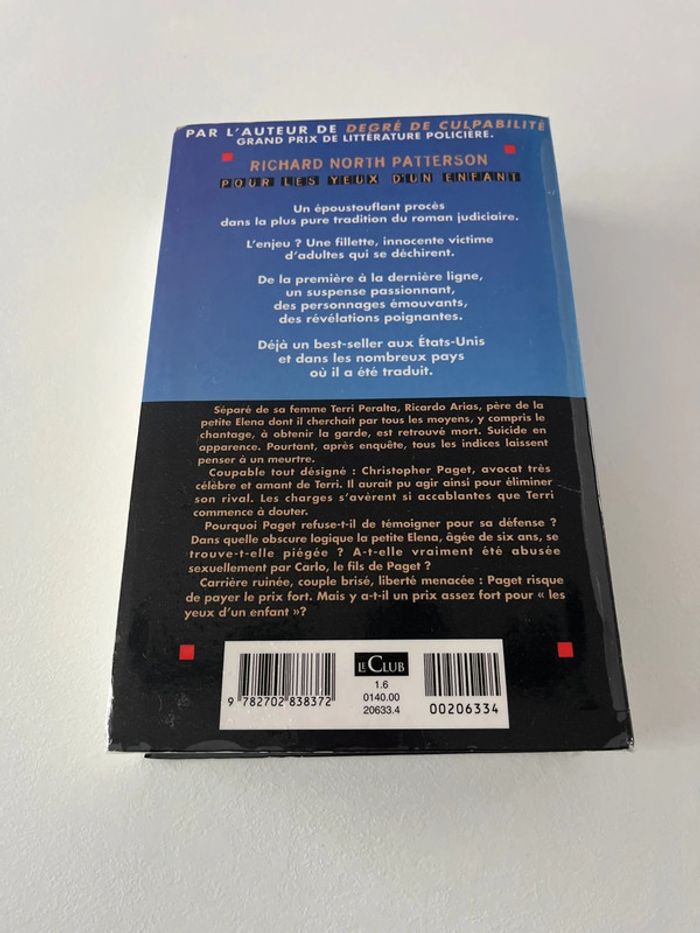 PAR L'AUTEUR DE DEGRÉ DE CULPABILITÉ
GRAND PRIX DE LITTÉRATURE POLICIÈRE.
RICHARD NORTH PATTERSON
POUR LES YEUX D'UN ENFANT
Un époustouflant procès
dans la plus pure tradition du roman judiciaire.
L'enjeu ? Une fillette, innocente victime
d'adultes qui se déchirent.
De la première à la dernière ligne,
un suspense passionnant,
des personnages émouvants,
des révélations poignantes.
Déjà un best-seller aux États-Unis
et dans les nombreux pays
où il a été traduit.
Séparé de sa femme Terri Peralta, Ricardo Arias, père de la
petite Elena dont il cherchait par tous les moyens, y compris le
chantage, à obtenir la garde, est retrouvé mort. Suicide en
apparence. Pourtant, après enquête, tous les indices laissent
penser à un meurtre.
Coupable tout désigné : Christopher Paget, avocat très
célèbre et amant de Terri. Il aurait pu agir ainsi pour éliminer
son rival. Les charges s'avèrent si accablantes que Terri
commence à douter.
Pourquoi Paget refuse-t-il de témoigner pour sa défense ?
Dans quelle obscure logique la petite Elena, âgée de six ans, se
trouve-t-elle piégée ? A-t-elle vraiment été abusée
sexuellement par Carlo, le fils de Paget ?
Carrière ruinée, couple brisé, liberté menacée : Paget risque
de payer le prix fort. Mais y a-t-il un prix assez fort pour « les
yeux d'un enfant »?
LE CLUB
1.6
0140.00
20633.4
9 782702 838372
00206334